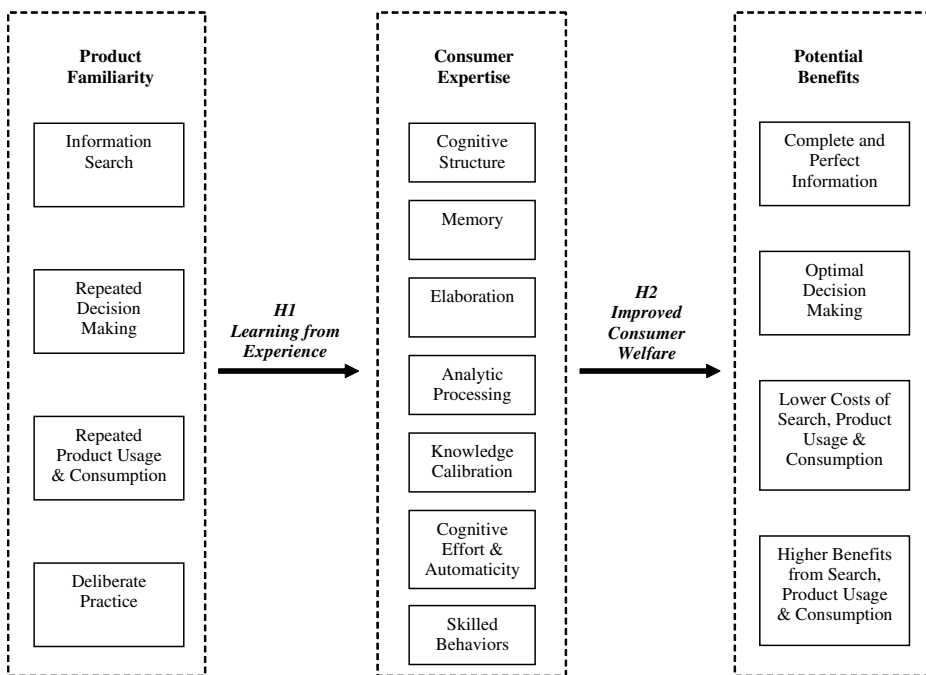 Product
Familiarity
Information
Search
Repeated
Decision
Making
Repeated
Product Usage
& Consumption
Deliberate
Practice
H1
Learning from
Experience
Consumer
Expertise
Cognitive
Structure
Memory
Elaboration
Analytic
Processing
Knowledge
Calibration
Cognitive
Effort &
Automaticity
Skilled
Behaviors
H2
Improved
Consumer
Welfare
Potential
Benefits
Complete and
Perfect
Information
Optimal
Decision
Making
Lower Costs of
Search, Product
Usage &
Consumption
Higher Benefits
from Search,
Product Usage
& Consumption